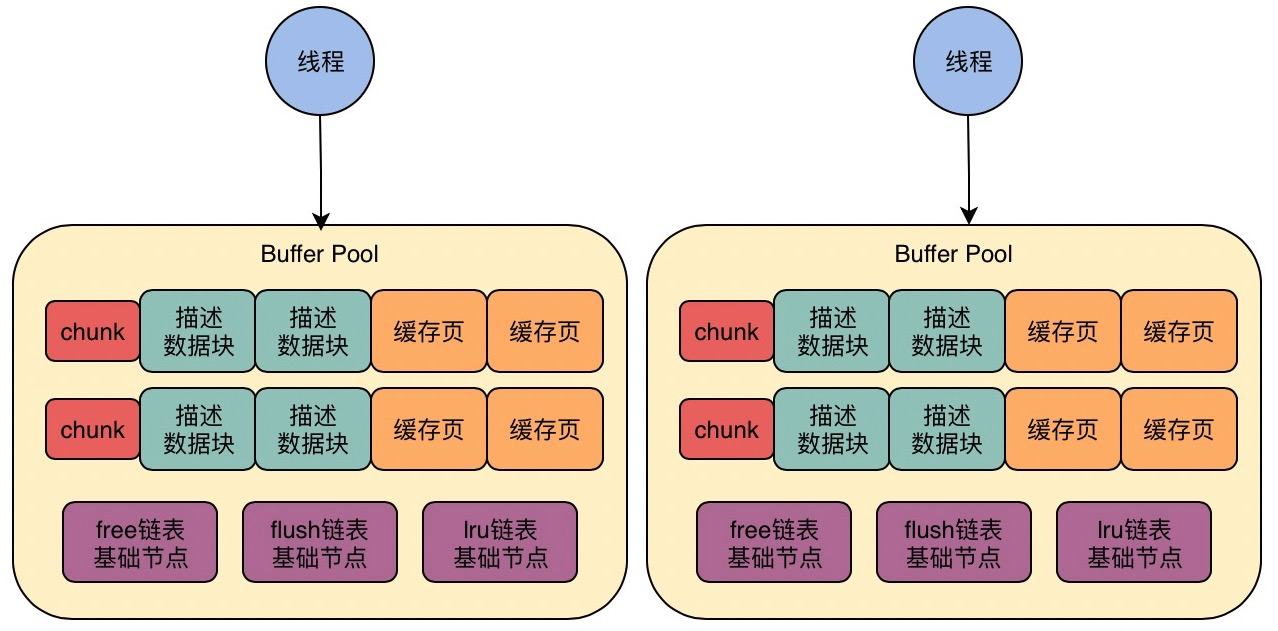 线程
线程
Buffer Pool
chunk
描述
数据块
描述
数据块
缓存页
缓存页
chunk
描述
数据块
描述
数据块
缓存页
缓存页
free链表
基础节点
flush链表
基础节点
lru链表
基础节点
Buffer Pool
chunk
描述
数据块
描述
数据块
缓存页
缓存页
chunk
描述
数据块
描述
数据块
缓存页
缓存页
free链表
基础节点
flush链表
基础节点
lru链表
基础节点